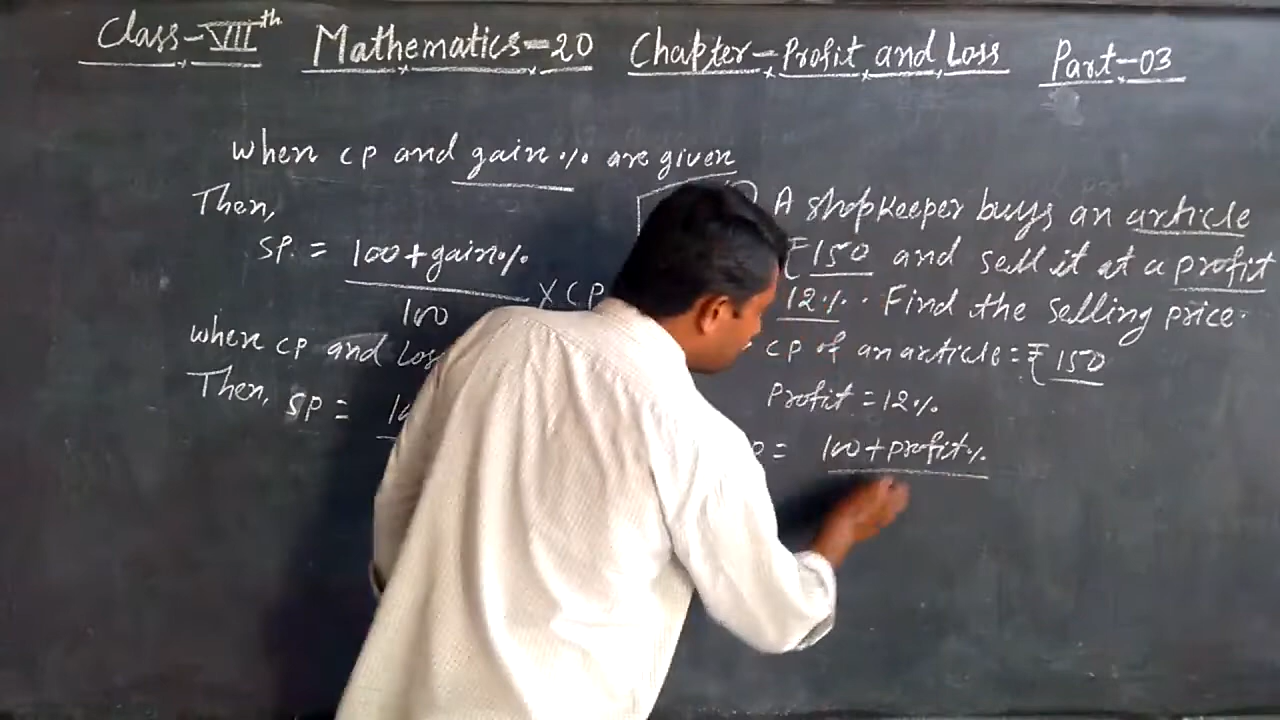 Class-VIIIth Mathematics-20 Chapter-Profit and Loss Part-03
When CP and gain% are given
Then,
SP. = 100+gain%
100
X CP
where CP and Loss
Then, SP =
A shopkeeper buys an article
₹150 and sell it at a profit
12%. Find the selling price.
CP of an article = ₹150
Profit = 12%
P = 100+profit%